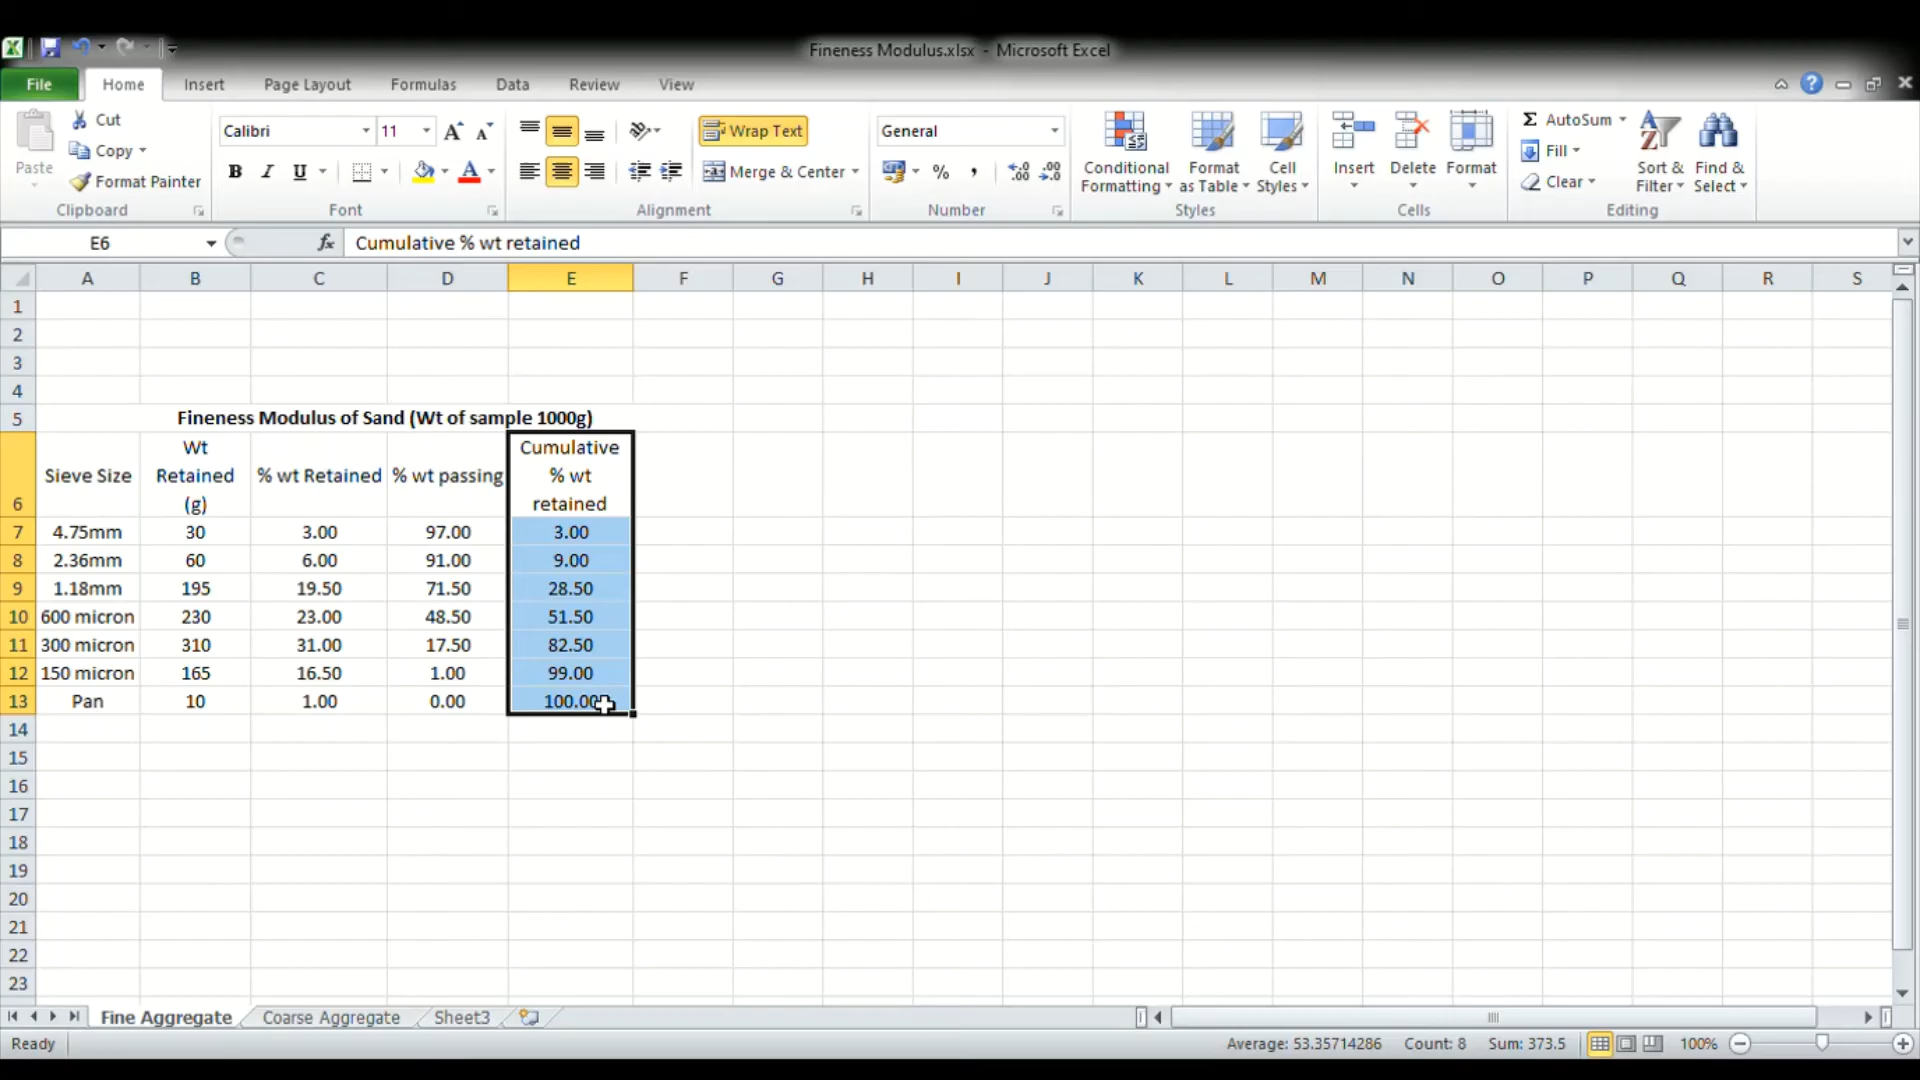 Fineness Modulus.xlsx - Microsoft Excel
File Home Insert Page Layout Formulas Data Review View
Paste
Cut
Copy
Format Painter
Clipboard
Calibri 11
B I U
Font
Wrap Text
Merge & Center
Alignment
General
%
Number
Conditional Formatting
Format as Table
Cell Styles
Styles
Insert Delete Format
Cells
Σ AutoSum
Fill
Clear
Sort & Filter
Find & Select
Editing
E6 fx Cumulative % wt retained
A B C D E F G H I J K L M N O P Q R S
1
2
3
4
5 Fineness Modulus of Sand (Wt of sample 1000g)
6 Sieve Size Wt Retained (g) % wt Retained % wt passing Cumulative % wt retained
7 4.75mm 30 3.00 97.00 3.00
8 2.36mm 60 6.00 91.00 9.00
9 1.18mm 195 19.50 71.50 28.50
10 600 micron 230 23.00 48.50 51.50
11 300 micron 310 31.00 17.50 82.50
12 150 micron 165 16.50 1.00 99.00
13 Pan 10 1.00 0.00 100.00
14
15
16
17
18
19
20
21
22
23
Fine Aggregate Coarse Aggregate Sheet3
Ready Average: 53.35714286 Count: 8 Sum: 373.5 100%